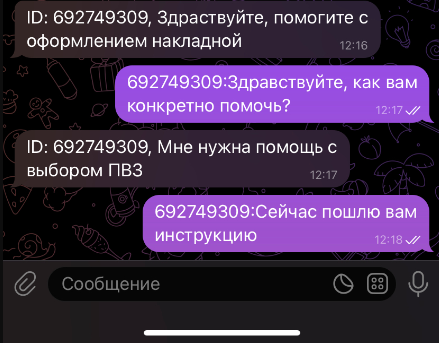 ID: 692749309, Здраствуйте, помогите с
оформлением накладной
12:16
692749309:Здравствуйте, как вам
конкретно помочь?
12:17
ID: 692749309, Мне нужна помощь с
выбором ПВЗ
12:17
692749309:Сейчас пошлю вам
инструкцию
12:18
Сообщение